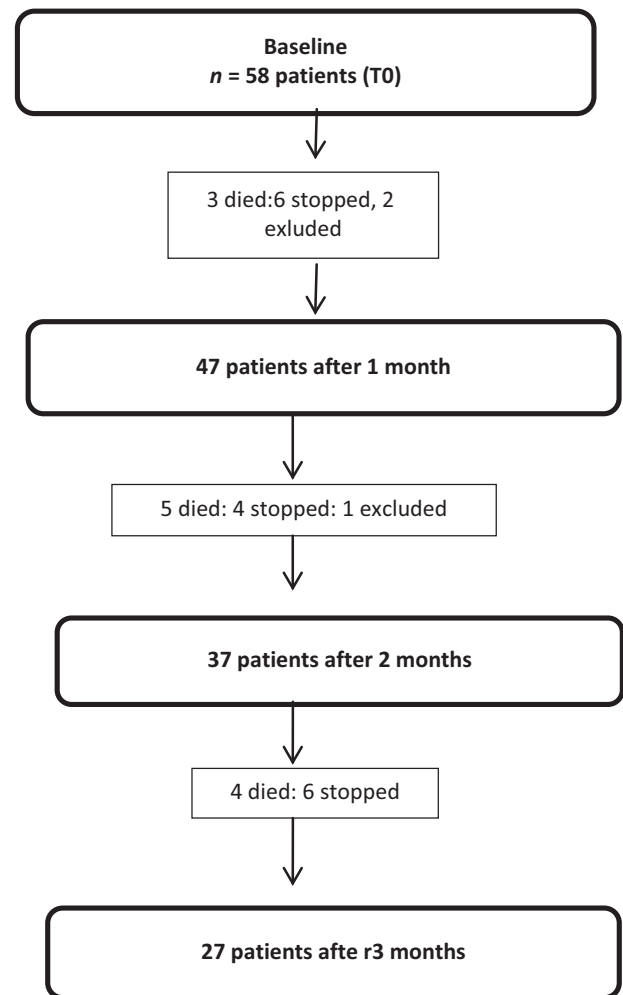 Baseline
n = 58 patients (T0)
3 died:6 stopped, 2
exluded
47 patients after 1 month
5 died: 4 stopped: 1 excluded
37 patients after 2 months
4 died: 6 stopped
27 patients afte r3 months